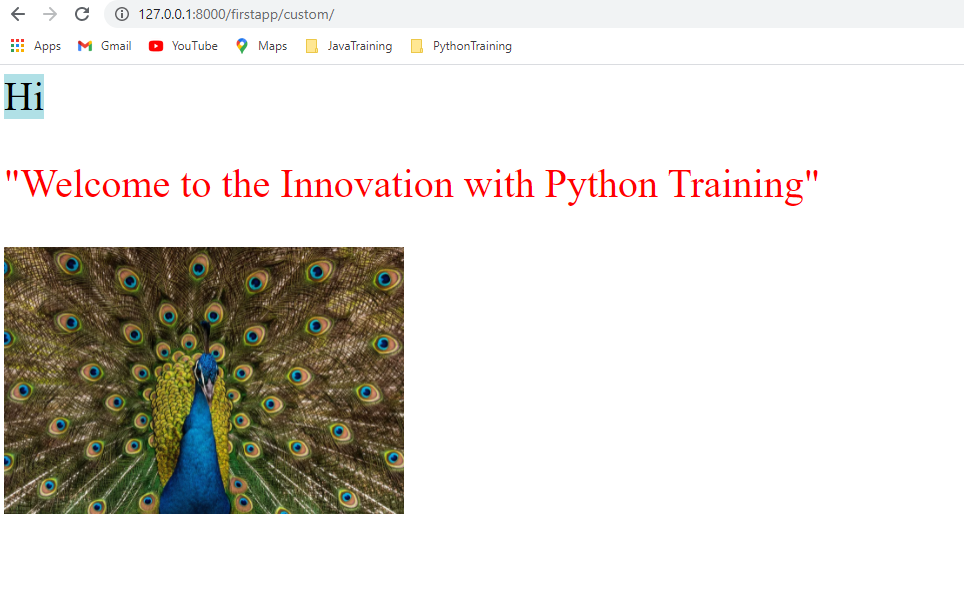 127.0.0.1:8000/firstapp/custom/
Apps Gmail YouTube Maps JavaTraining PythonTraining
Hi
"Welcome to the Innovation with Python Training"